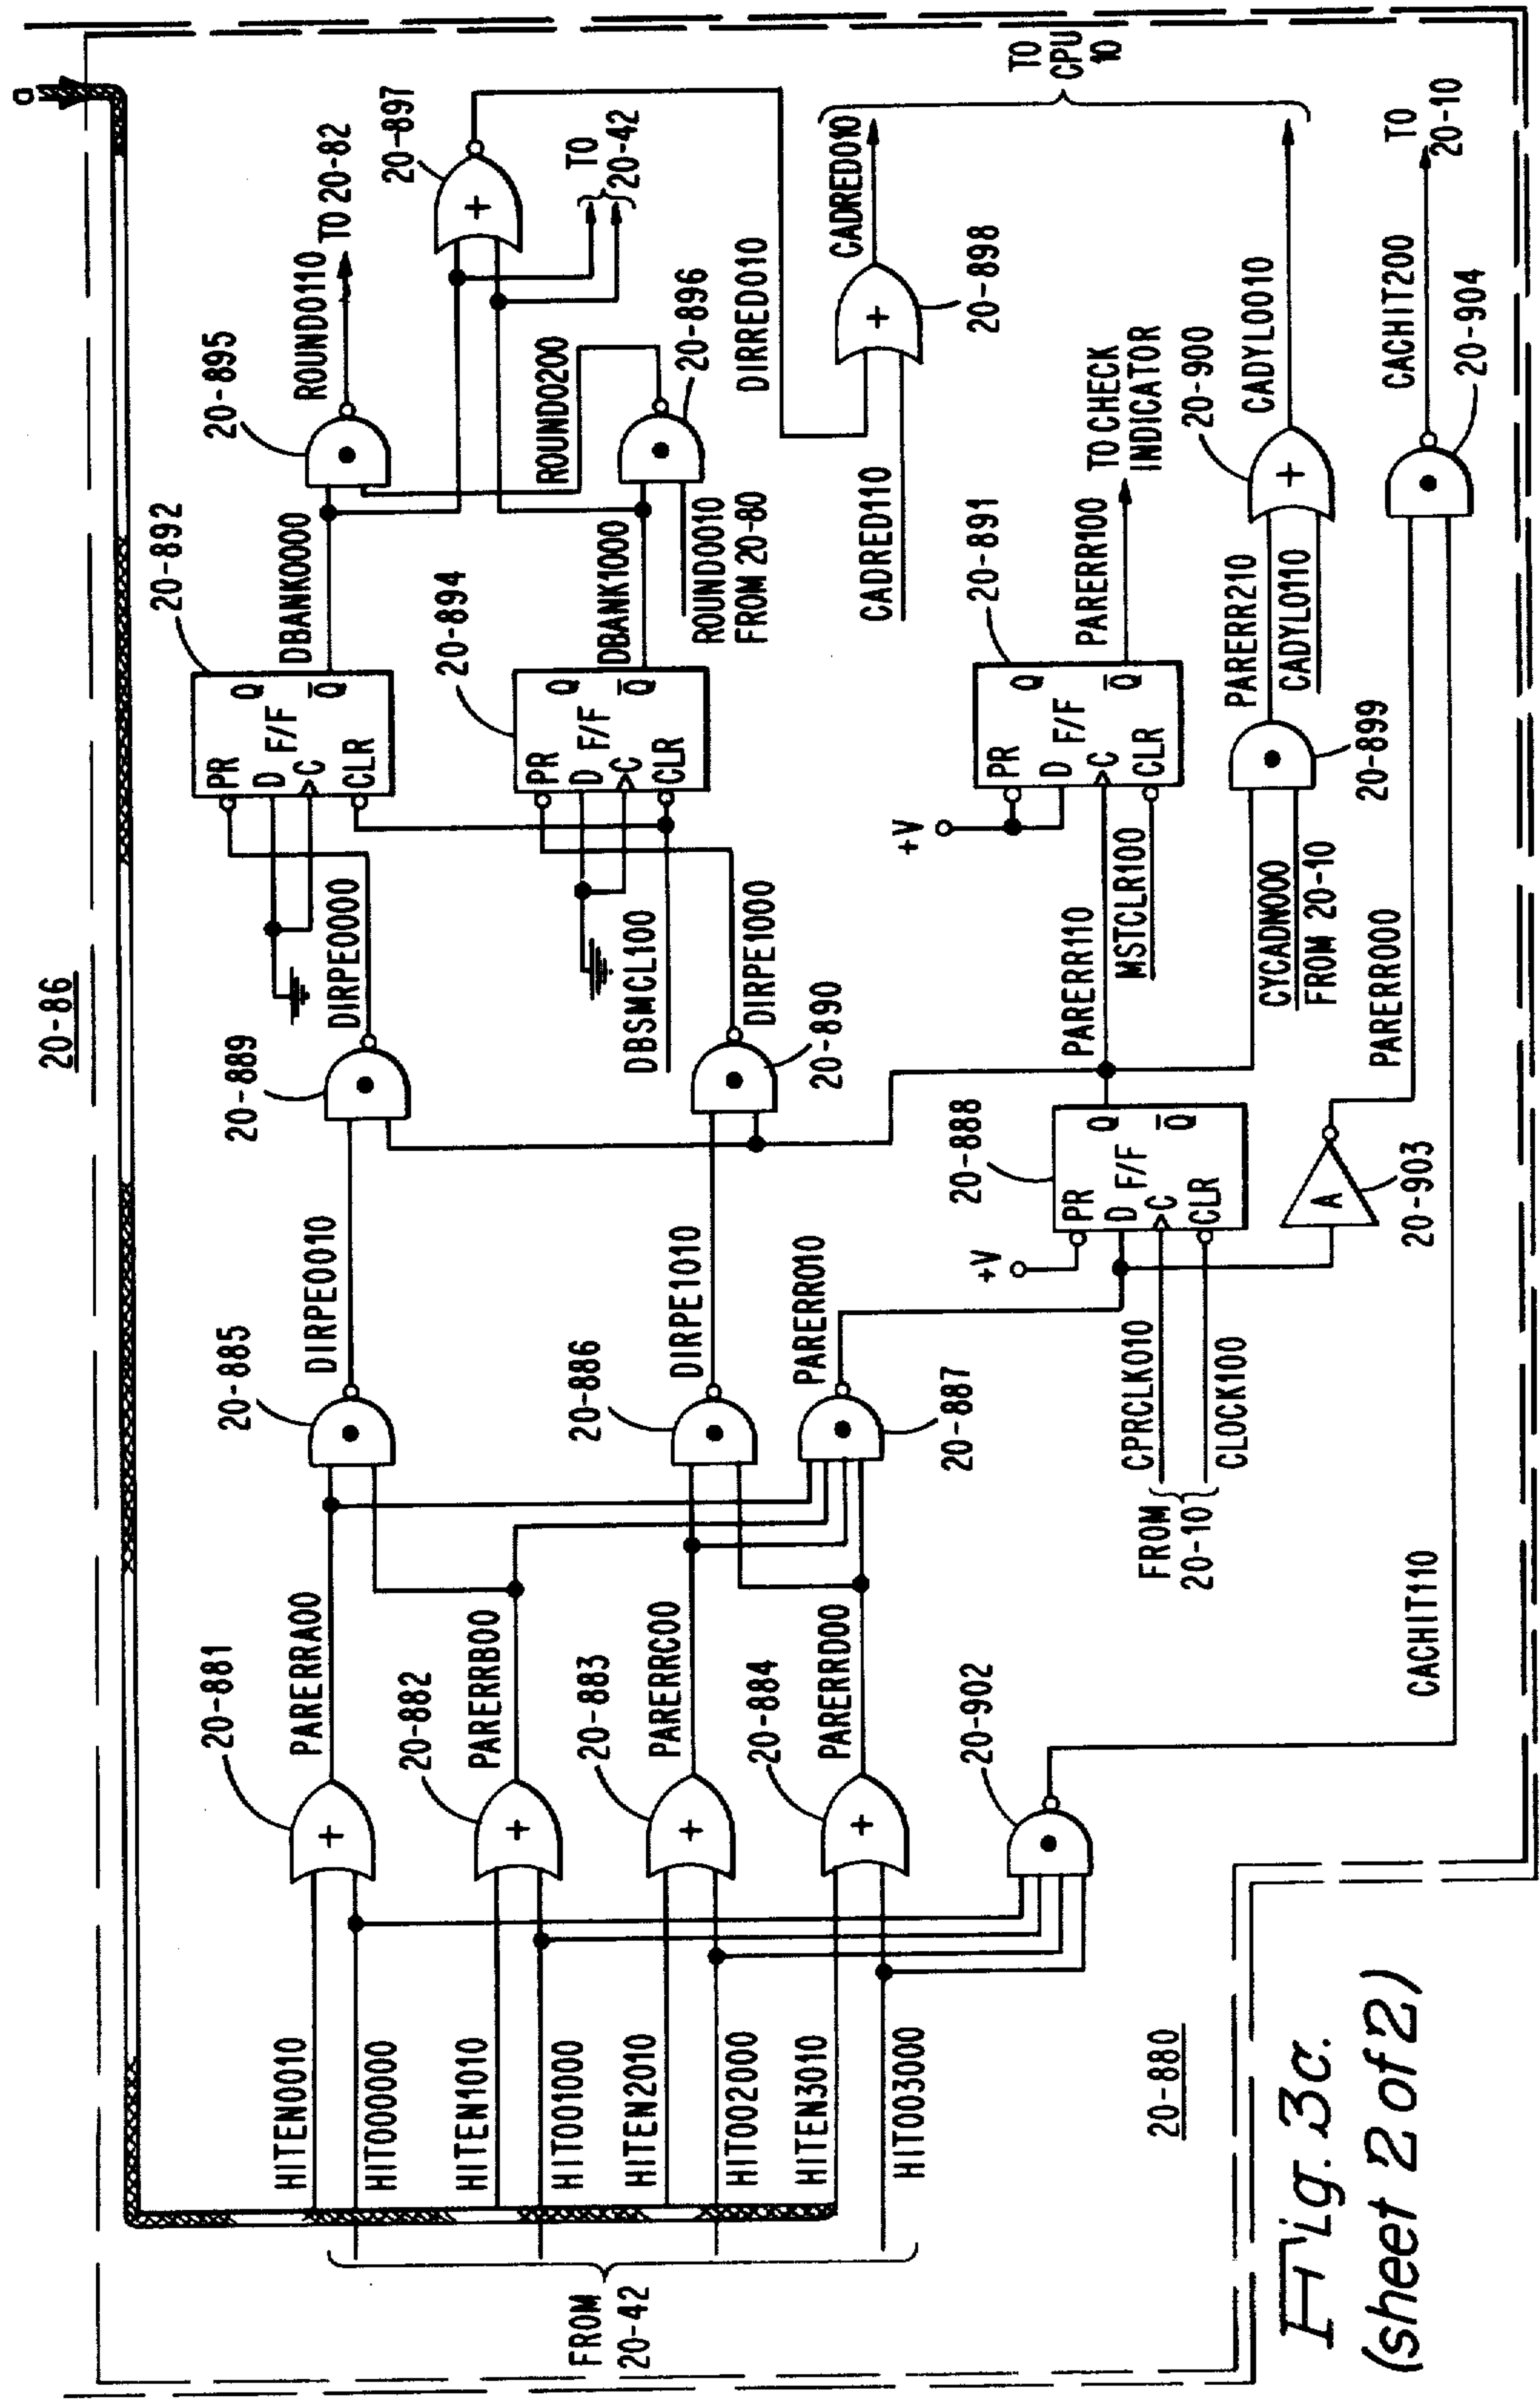 20-86
a
20-892
DBANK0000
20-895
ROUND0110
TO 20-82
20-897
TO
20-42
PR
D
F/F
C
CLR
Q
Q̅
20-889
DIRPE0000
20-894
DBANK1000
ROUND0200
20-896
ROUND0010
FROM 20-80
PR
D
F/F
C
CLR
Q
Q̅
DBSMCL100
DIRPE1000
20-890
DIRRED010
CADRED010
CADRED110
20-898
TO
CPU
10
20-881
PARERRA00
20-885
DIRPE0010
20-882
PARERRB00
20-883
PARERRC00
20-886
DIRPE1010
20-884
PARERRD00
PARERR010
20-887
20-902
HITEN0010
HIT000000
HITEN1010
HIT001000
HITEN2010
HIT002000
HITEN3010
HIT003000
FROM
20-42
20-888
+V
PR
D
F/F
C
CLR
Q
Q̅
CPRCLK010
CLOCK100
FROM
20-10
PARERR110
MSTCLR100
+V
20-891
PR
D
F/F
C
CLR
Q
Q̅
PARERR100
TO CHECK
INDICATOR
20-903
A
PARERR000
CYCADN000
FROM 20-10
20-899
PARERR210
CADYL0110
20-900
CADYL0010
CACHIT110
CACHIT200
TO
20-10
20-904
20-880
+
+
+
+
+
+
+
Fig. 3c.
(sheet 2 of 2)